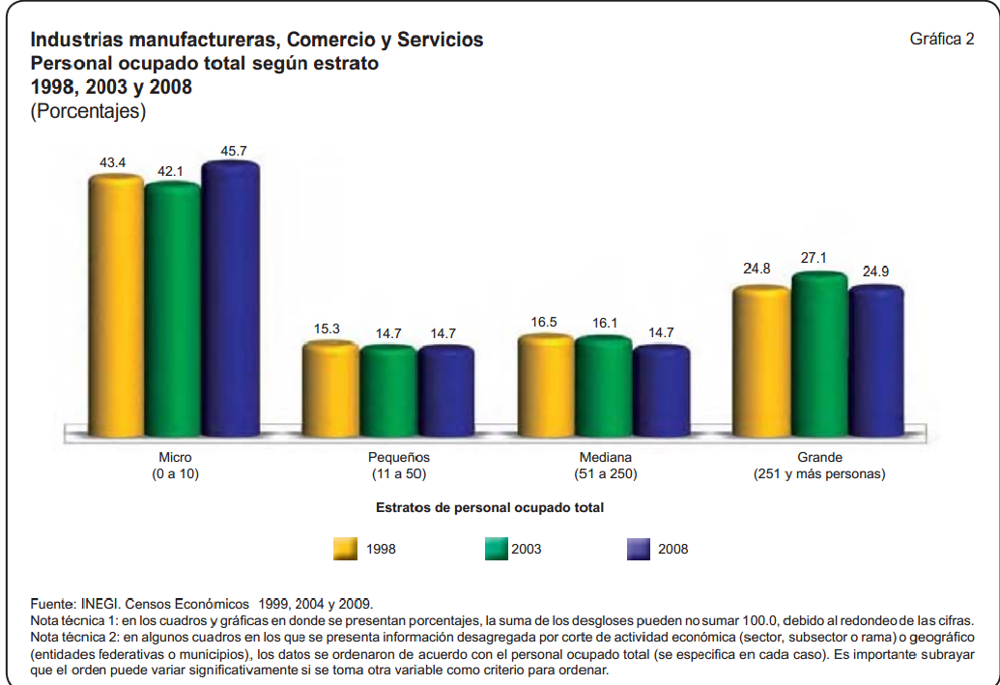 Industrias manufactureras, Comercio y Servicios
Gráfica 2
Personal ocupado total según estrato
1998, 2003 y 2008
(Porcentajes)
43.4 42.1 45.7
15.3 14.7 14.7
16.5 16.1 14.7
24.8 27.1 24.9
Micro
(0 a 10)
Pequeños
(11 a 50)
Mediana
(51 a 250)
Grande
(251 y más personas)
Estratos de personal ocupado total
1998 2003 2008
Fuente: INEGI. Censos Económicos 1999, 2004 y 2009.
Nota técnica 1: en los cuadros y gráficas en donde se presentan porcentajes, la suma de los desgloses pueden no sumar 100.0, debido al redondeo de las cifras.
Nota técnica 2: en algunos cuadros en los que se presenta información desagregada por corte de actividad económica (sector, subsector o rama) o geográfico
(entidades federativas o municipios), los datos se ordenaron de acuerdo con el personal ocupado total (se especifica en cada caso). Es importante subrayar
que el orden puede variar significativamente si se toma otra variable como criterio para ordenar.